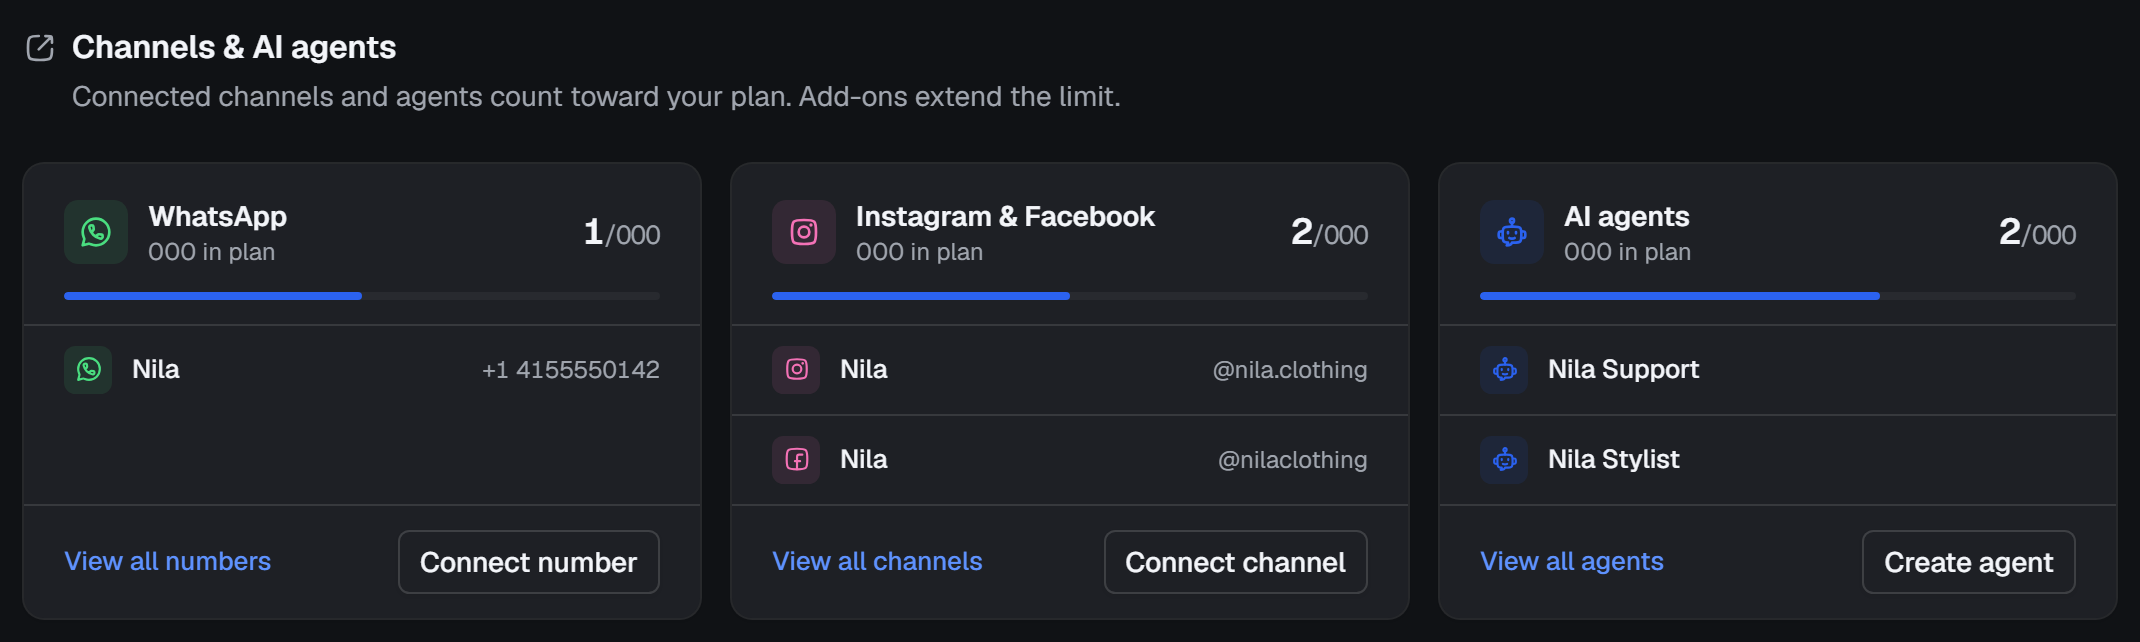 Channels & AI agents
Connected channels and agents count toward your plan. Add-ons extend the limit.
WhatsApp
000 in plan
1/000
Nila
+1 4155550142
View all numbers
Connect number
Instagram & Facebook
000 in plan
2/000
Nila
@nila.clothing
Nila
@nilaclothing
View all channels
Connect channel
AI agents
000 in plan
2/000
Nila Support
Nila Stylist
View all agents
Create agent